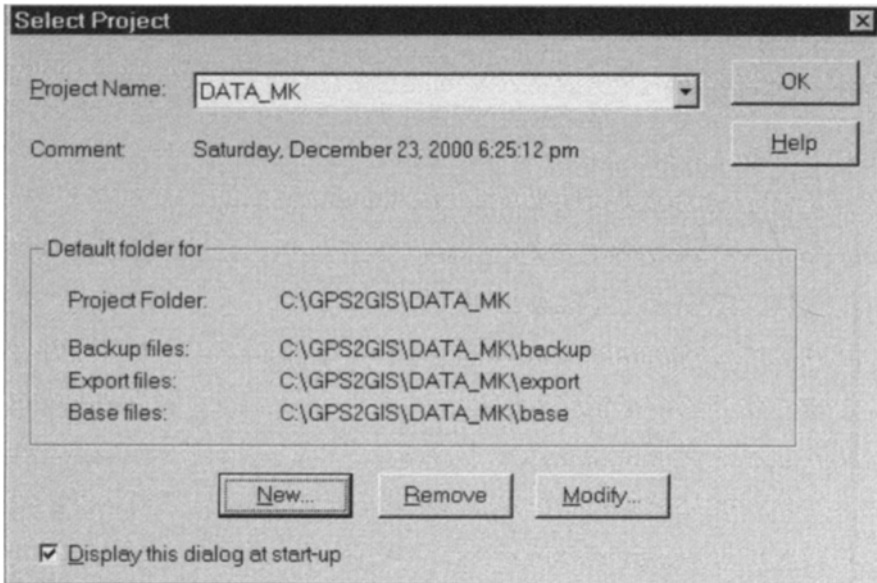 Select Project
Project Name: DATA_MK OK
Comment: Saturday, December 23, 2000 6:25:12 pm Help
Default folder for
Project Folder: C:\GPS2GIS\DATA_MK
Backup files: C:\GPS2GIS\DATA_MK\backup
Export files: C:\GPS2GIS\DATA_MK\export
Base files: C:\GPS2GIS\DATA_MK\base
New... Remove Modify...
Display this dialog at start-up